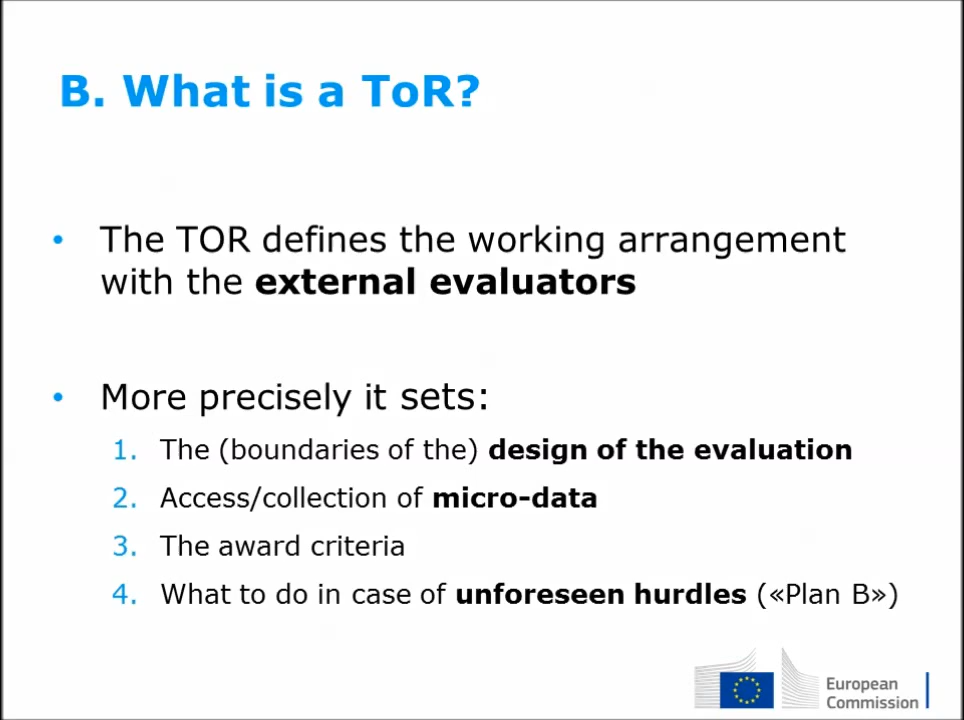 B. What is a ToR?
• The TOR defines the working arrangement
with the external evaluators
• More precisely it sets:
1. The (boundaries of the) design of the evaluation
2. Access/collection of micro-data
3. The award criteria
4. What to do in case of unforeseen hurdles («Plan B»)
European
Commission